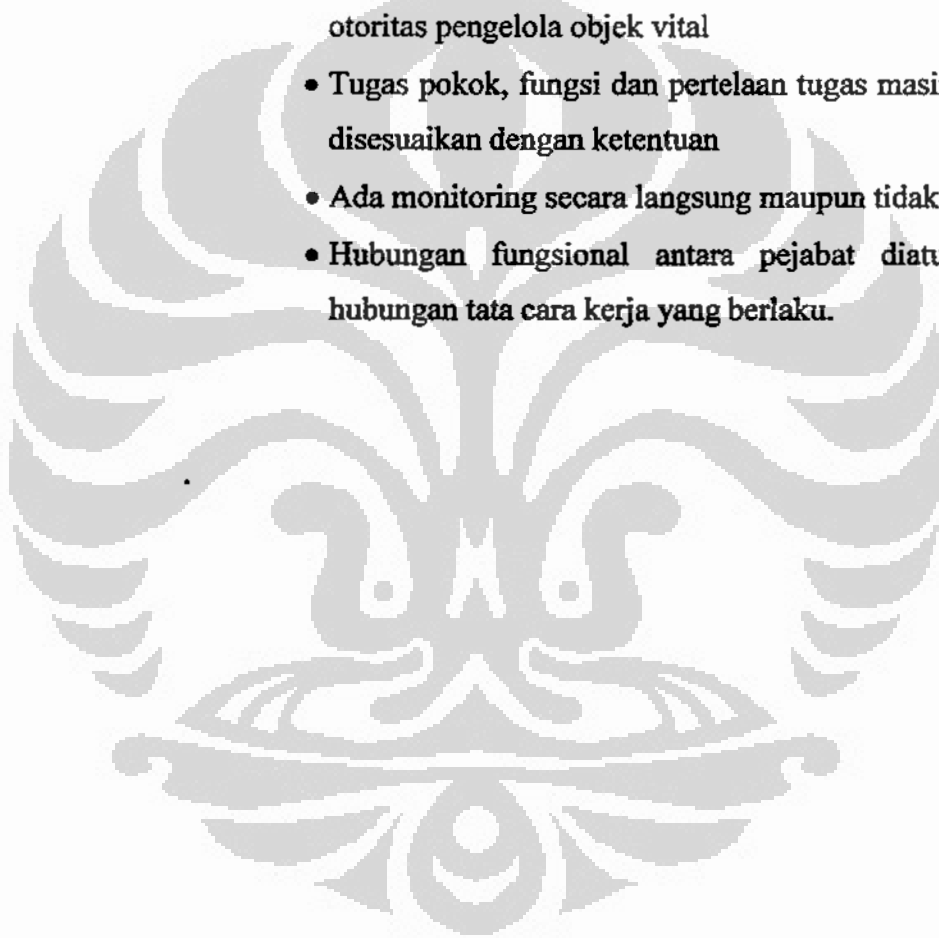 otoritas pengelola objek vital
• Tugas pokok, fungsi dan pertelaan tugas masi
disesuaikan dengan ketentuan
• Ada monitoring secara langsung maupun tidak
• Hubungan fungsional antara pejabat diatu
hubungan tata cara kerja yang berlaku.